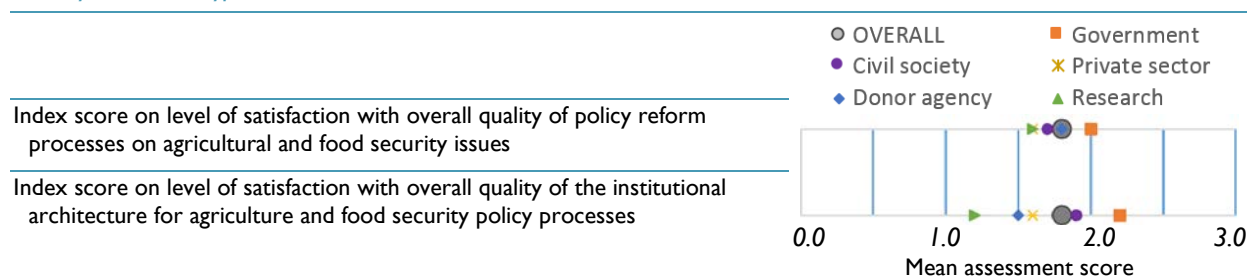 OVERALL Government
Civil society Private sector
Donor agency Research
Index score on level of satisfaction with overall quality of policy reform
processes on agricultural and food security issues
Index score on level of satisfaction with overall quality of the institutional
architecture for agriculture and food security policy processes
0.0 1.0 2.0 3.0
Mean assessment score